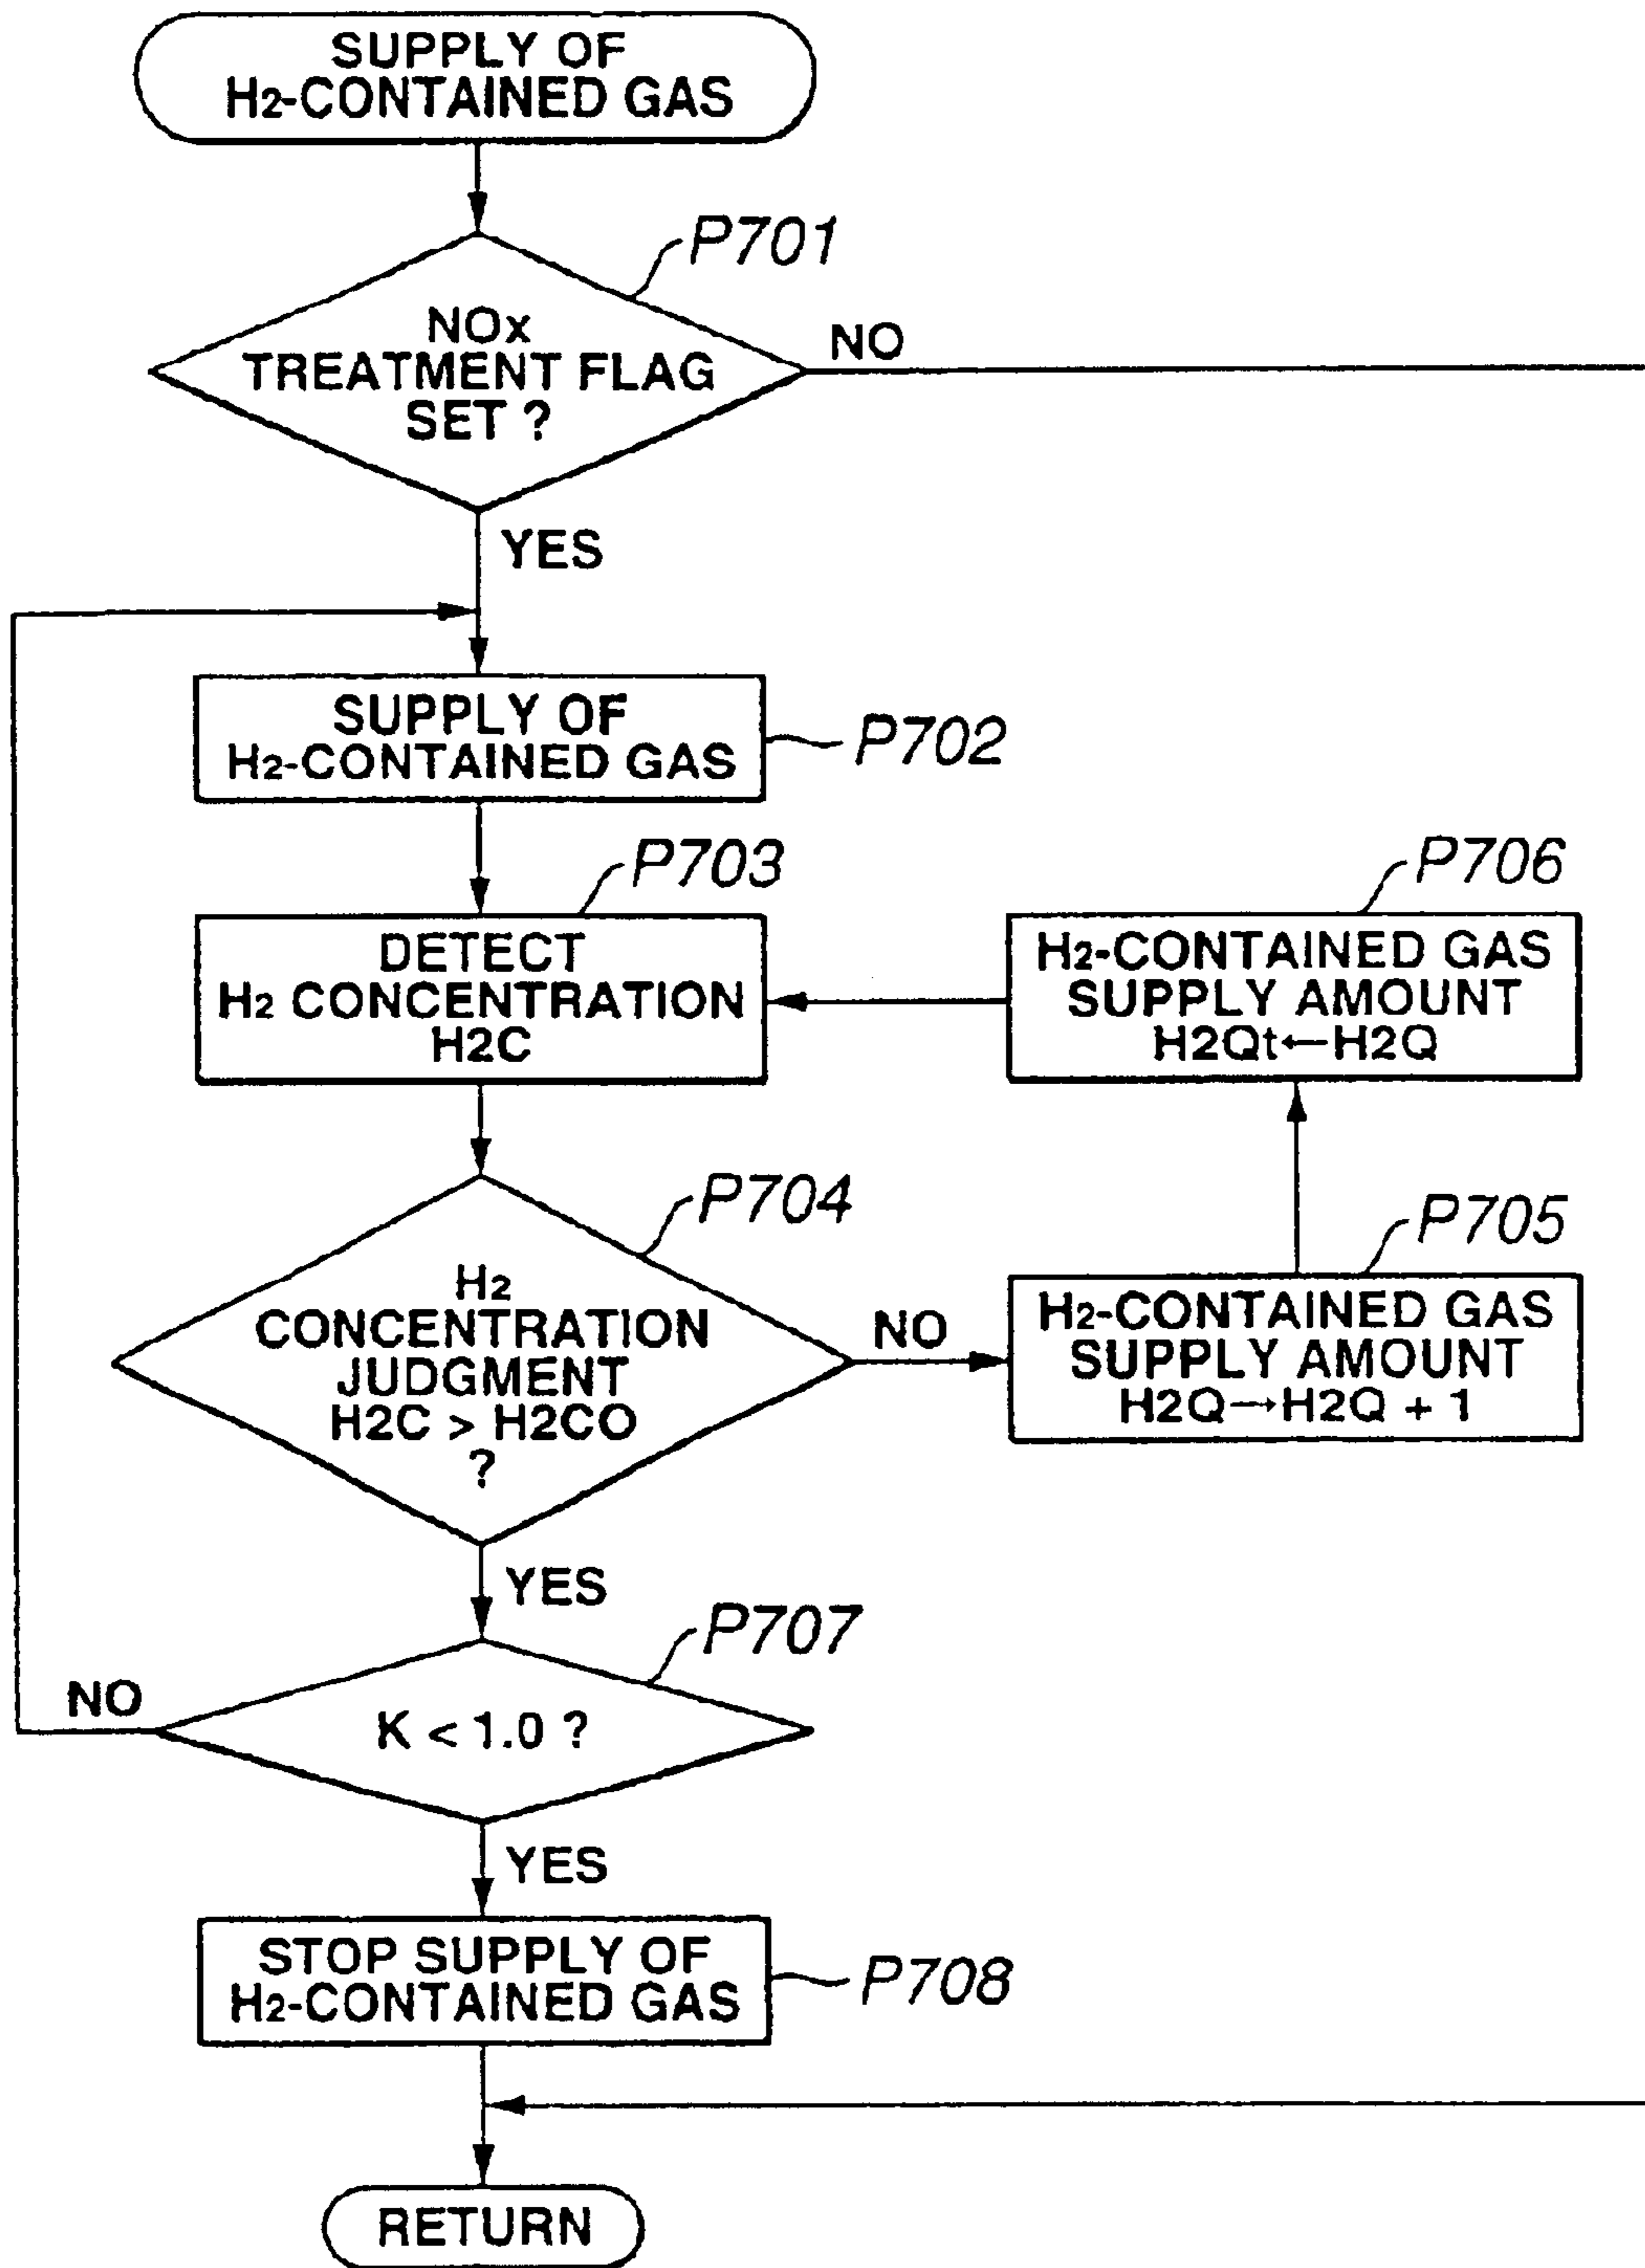 SUPPLY OF
H2-CONTAINED GAS
P701
NOx
TREATMENT FLAG
SET ?
NO
YES
SUPPLY OF
H2-CONTAINED GAS
P702
P703
DETECT
H2 CONCENTRATION
H2C
P706
H2-CONTAINED GAS
SUPPLY AMOUNT
H2Qt←H2Q
P704
H2
CONCENTRATION
JUDGMENT
H2C > H2CO
?
NO
P705
H2-CONTAINED GAS
SUPPLY AMOUNT
H2Q→H2Q + 1
YES
P707
NO
K < 1.0 ?
YES
STOP SUPPLY OF
H2-CONTAINED GAS
P708
RETURN